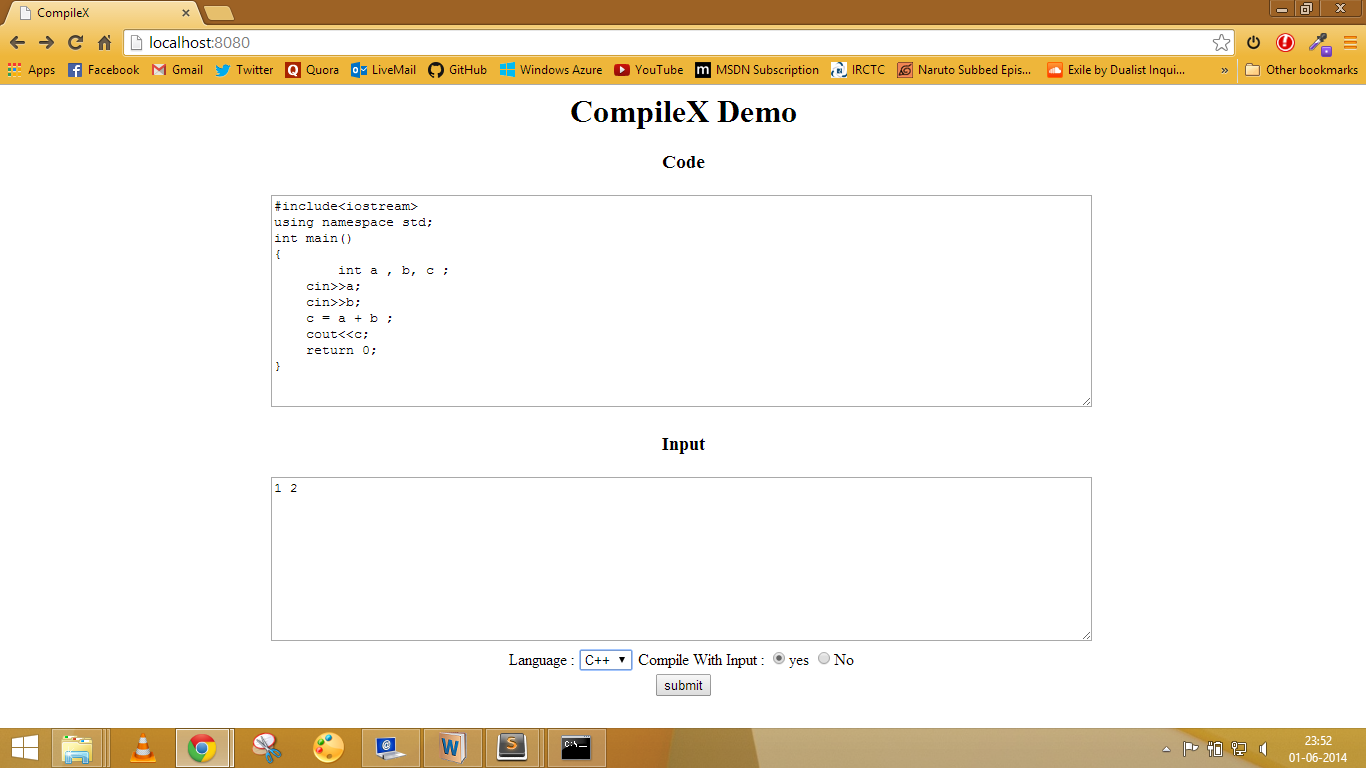 CompileX
localhost:8080
Apps Facebook Gmail Twitter Quora LiveMail GitHub Windows Azure YouTube MSDN Subscription IRCTC Naruto Subbed Epis... Exile by Dualist Inqui... » Other bookmarks
CompileX Demo
Code
#include<iostream>
using namespace std;
int main()
{
        int a , b, c ;
    cin>>a;
    cin>>b;
    c = a + b ;
    cout<<c;
    return 0;
}
Input
1 2
Language : C++ Compile With Input : yes No
submit
23:52
01-06-2014